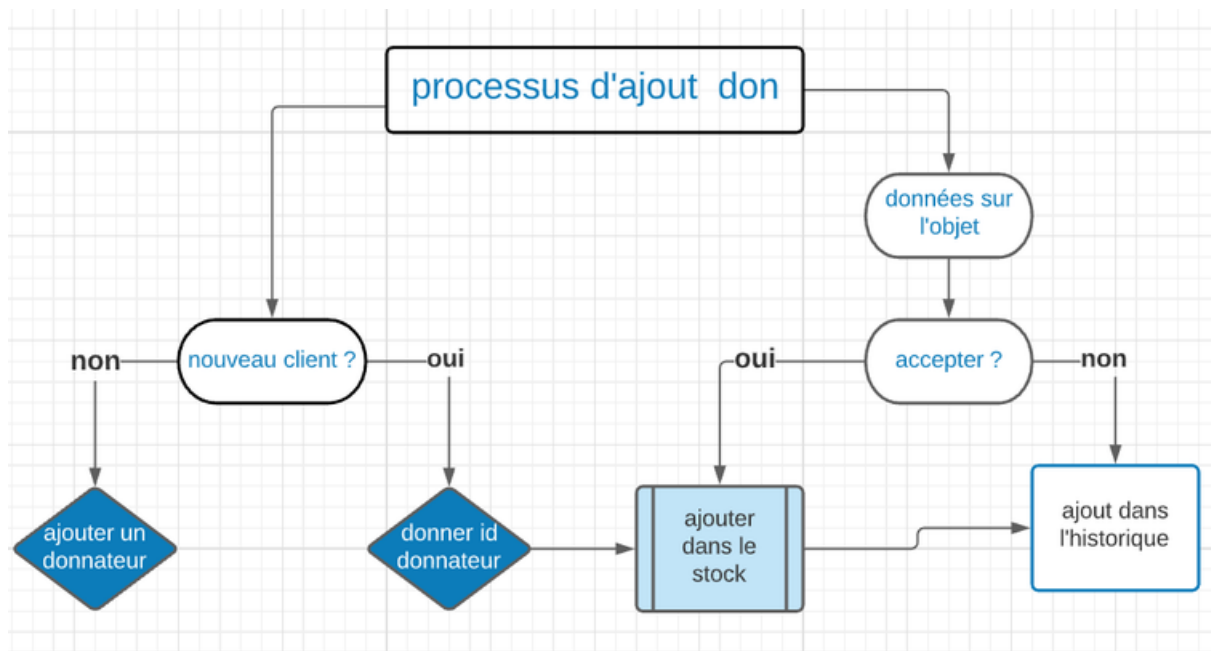 processus d'ajout  don
données sur
l'objet
non
nouveau client ?
oui
oui
accepter ?
non
ajouter un
donnateur
donner id
donnateur
ajouter
dans le
stock
ajout dans
l'historique